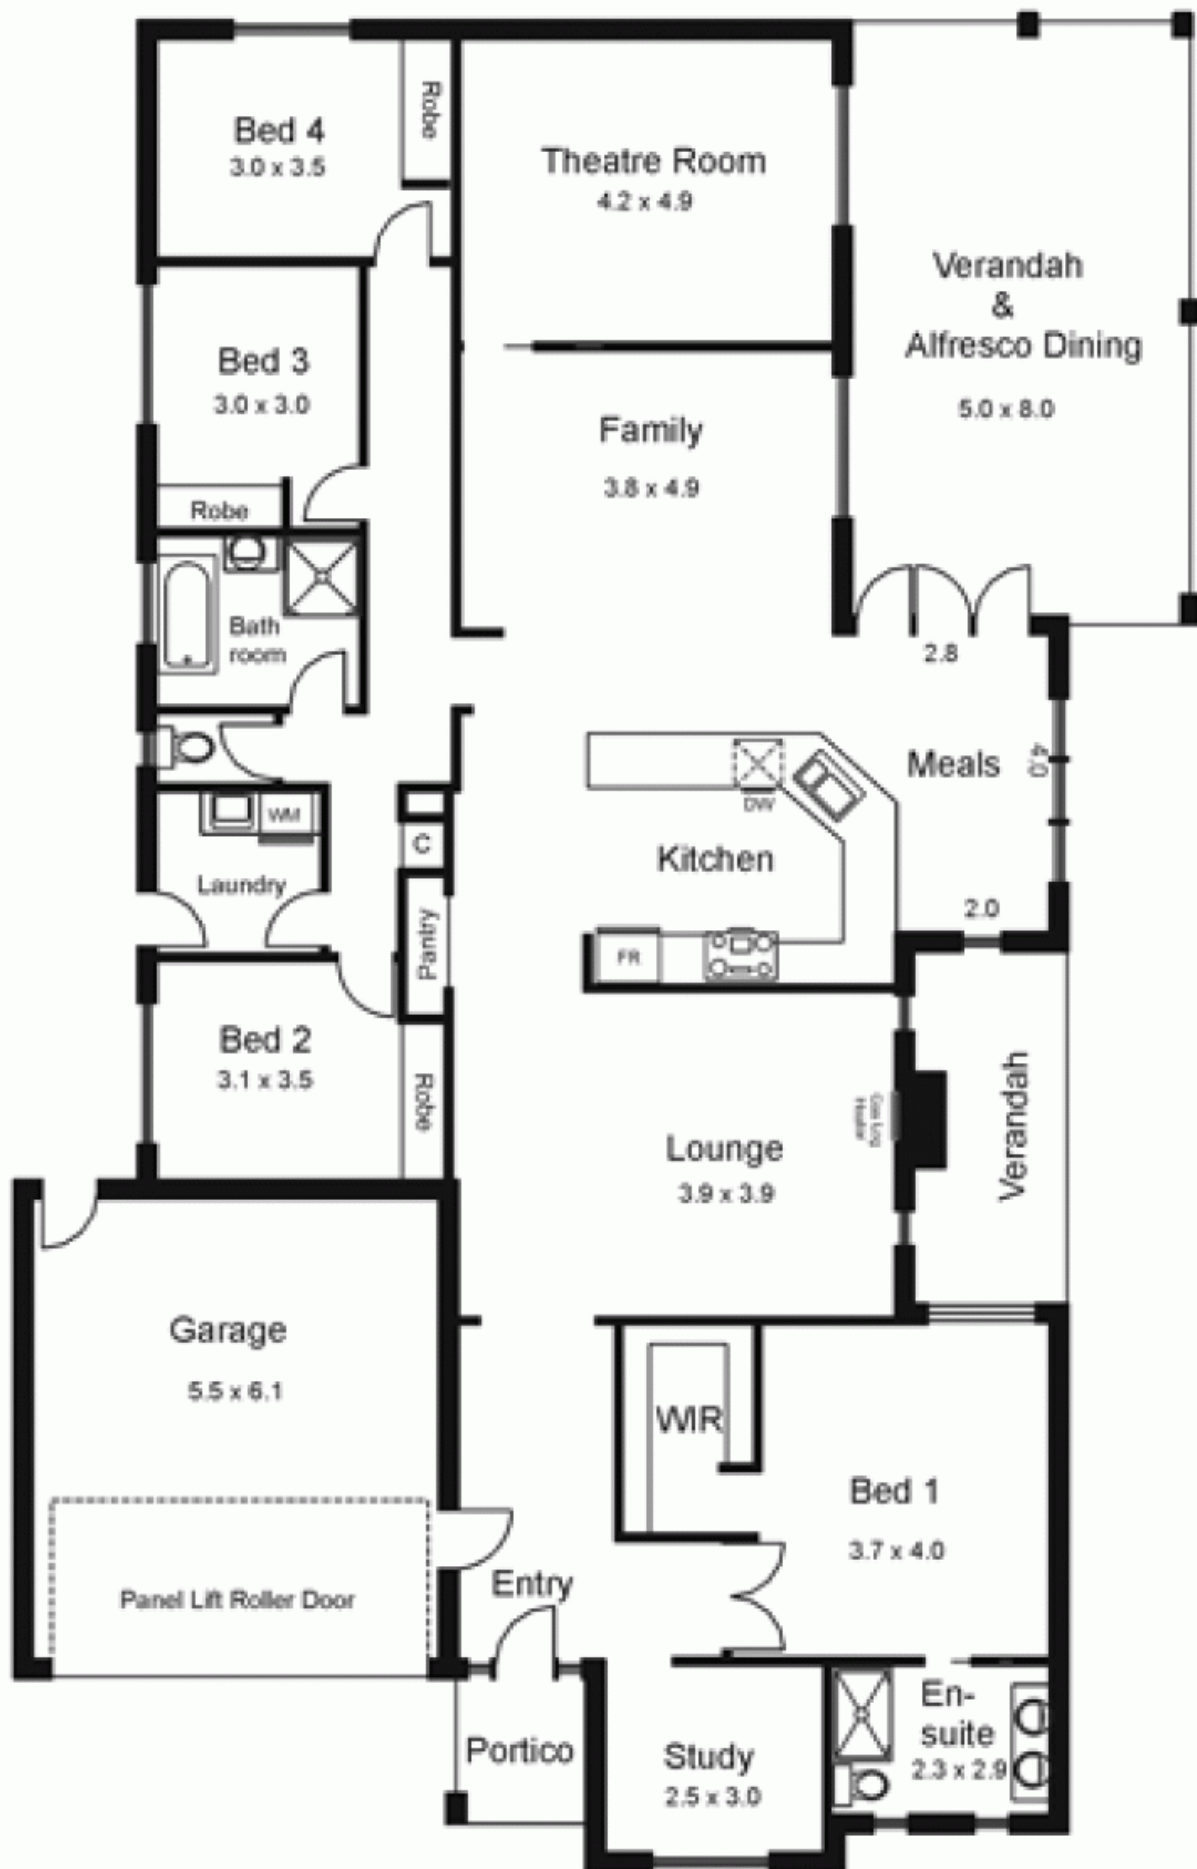 Bed 4
3.0 x 3.5
Robe
Theatre Room
4.2 x 4.9
Verandah
&
Alfresco Dining
5.0 x 8.0
Bed 3
3.0 x 3.0
Robe
Family
3.8 x 4.9
Bath
room
2.8
Meals
4.0
DW
Kitchen
WM
C
Laundry
Pantry
2.0
FR
Bed 2
3.1 x 3.5
Robe
Lounge
3.9 x 3.9
Gas Log
Heater
Verandah
Garage
5.5 x 6.1
WIR
Bed 1
3.7 x 4.0
Panel Lift Roller Door
Entry
Portico
Study
2.5 x 3.0
En-
suite
2.3 x 2.9